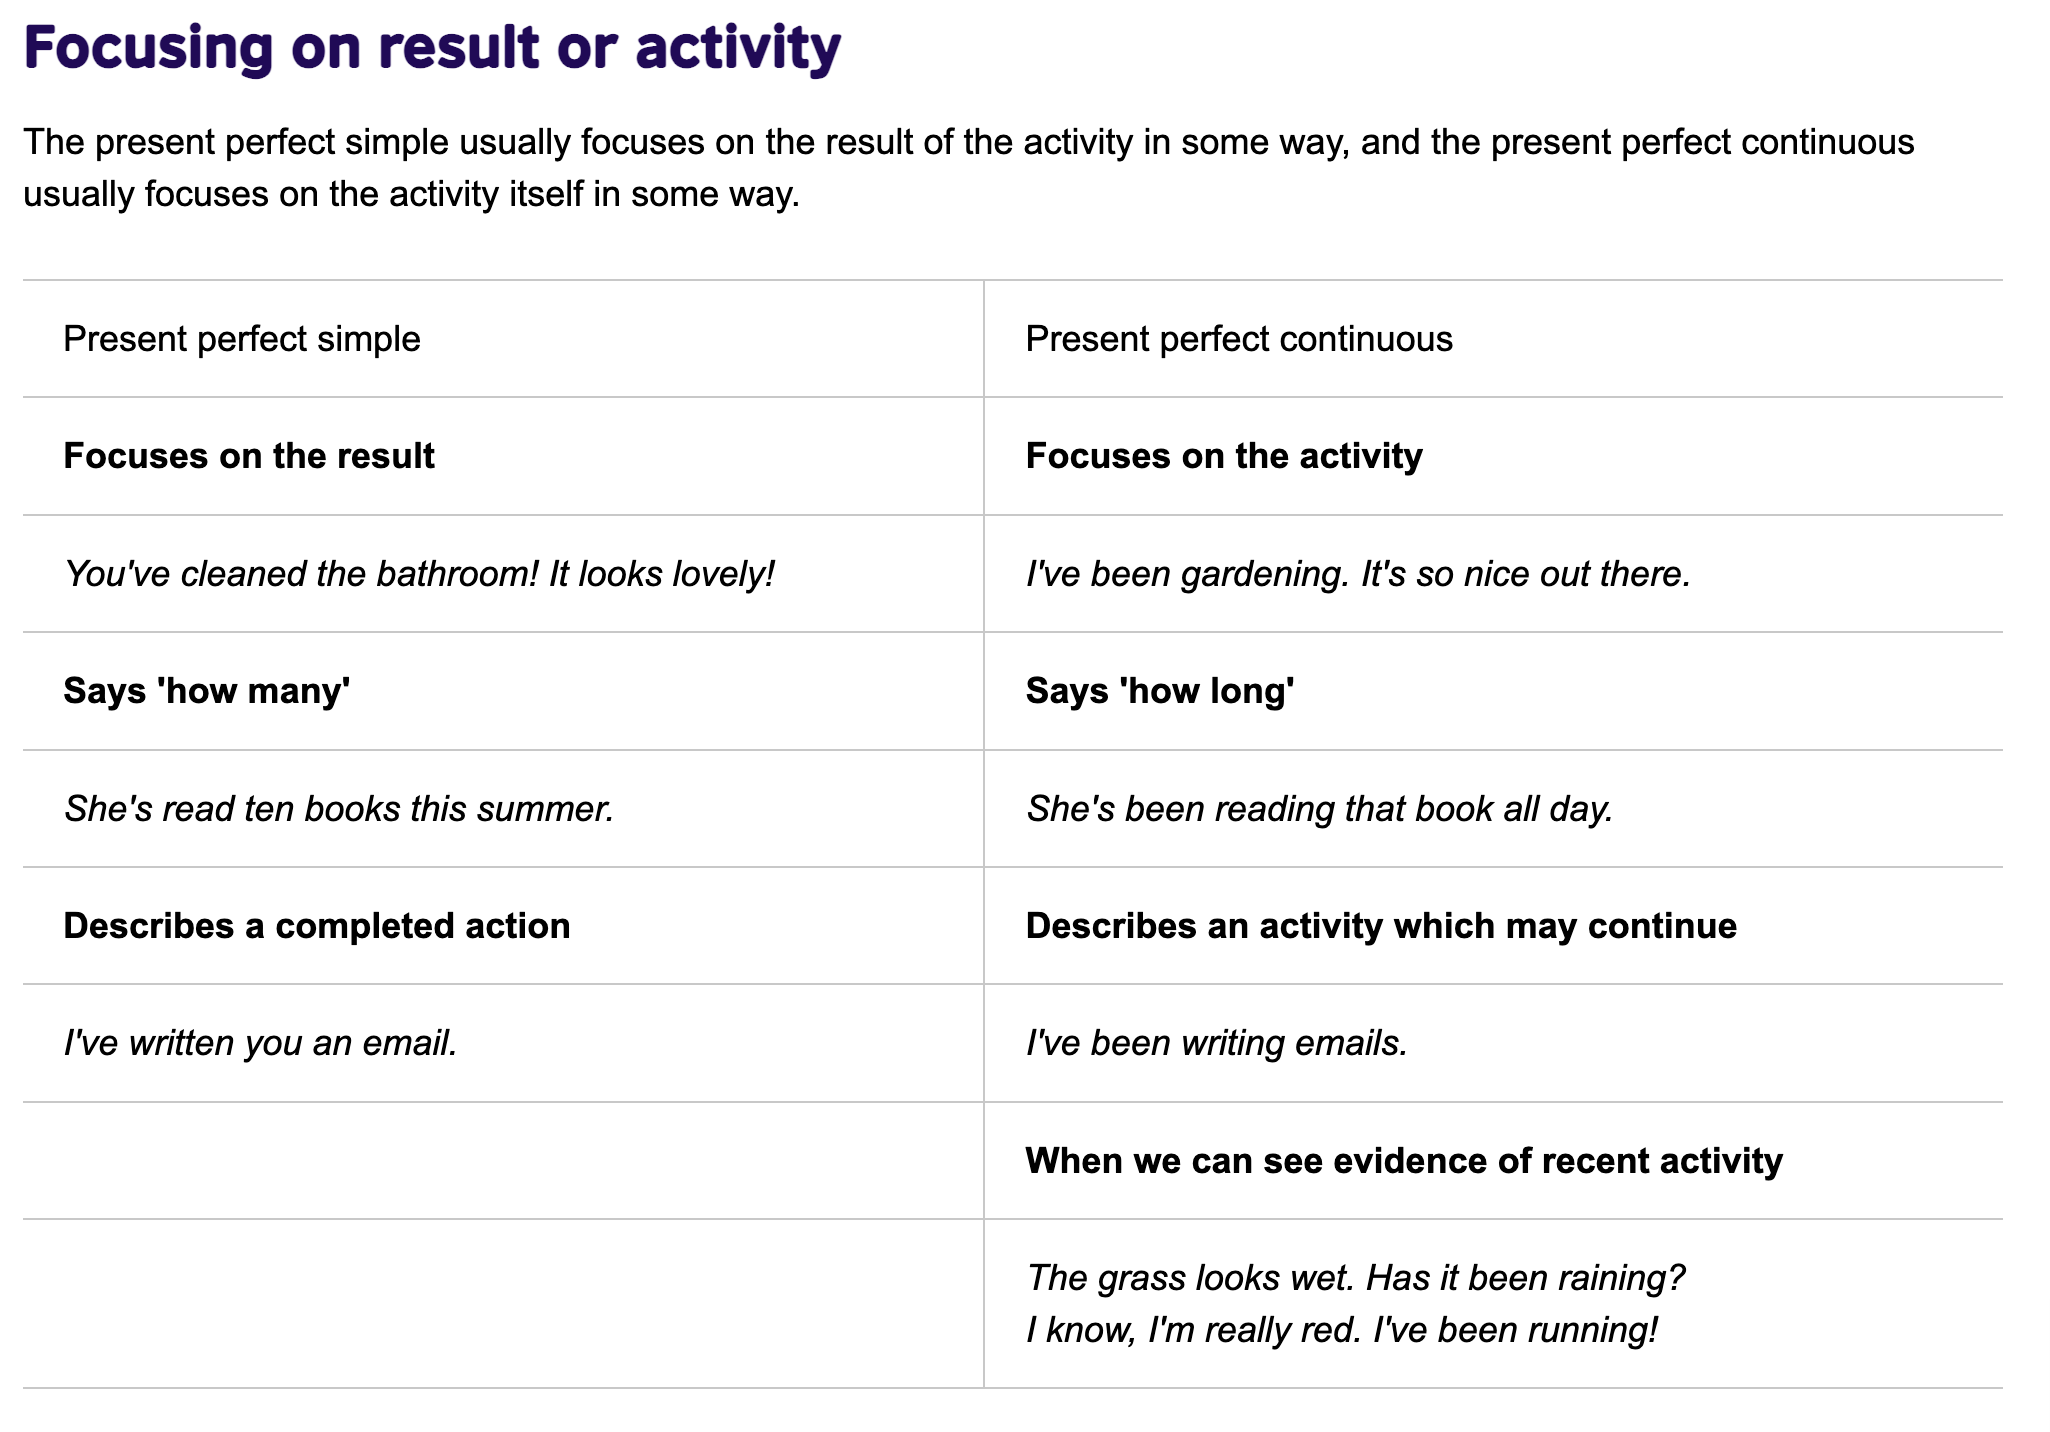 Focusing on result or activity
The present perfect simple usually focuses on the result of the activity in some way, and the present perfect continuous
usually focuses on the activity itself in some way.
Present perfect simple
Present perfect continuous
Focuses on the result
Focuses on the activity
You've cleaned the bathroom! It looks lovely!
I've been gardening. It's so nice out there.
Says 'how many'
Says 'how long'
She's read ten books this summer.
She's been reading that book all day.
Describes a completed action
Describes an activity which may continue
I've written you an email.
I've been writing emails.
When we can see evidence of recent activity
The grass looks wet. Has it been raining?
I know, I'm really red. I've been running!